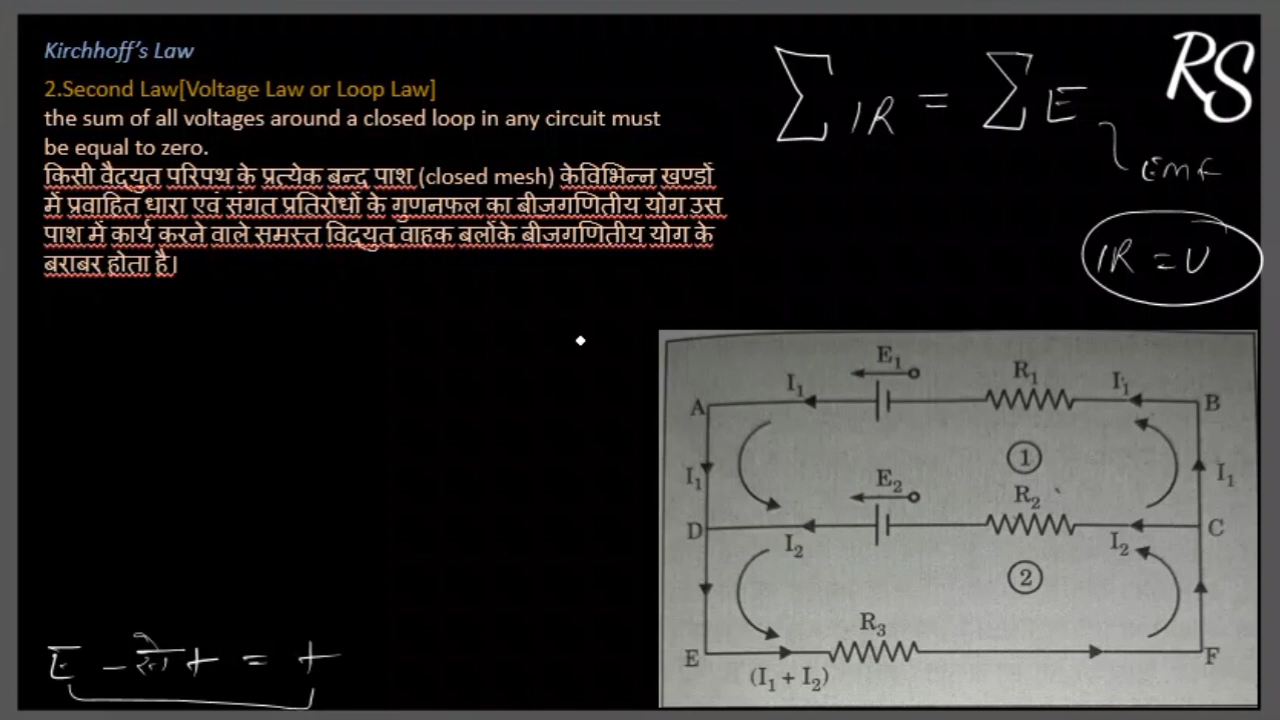 Kirchhoff's Law
2.Second Law[Voltage Law or Loop Law]
the sum of all voltages around a closed loop in any circuit must
be equal to zero.
किसी वैद्युत परिपथ के प्रत्येक बन्द पाश (closed mesh) केविभिन्न खण्डों
में प्रवाहित धारा एवं संगत प्रतिरोधों के गुणनफल का बीजगणितीय योग उस
पाश में कार्य करने वाले समस्त विद्युत वाहक बलोंके बीजगणितीय योग के
बराबर होता है।
∑ IR = ∑ E
EMF
IR = V
RS
E1
I1 R1 I1
A B
1
I1 E2 R2 I1
D C
I2 I2
2
R3
E F
(I1 + I2)
E - + = +